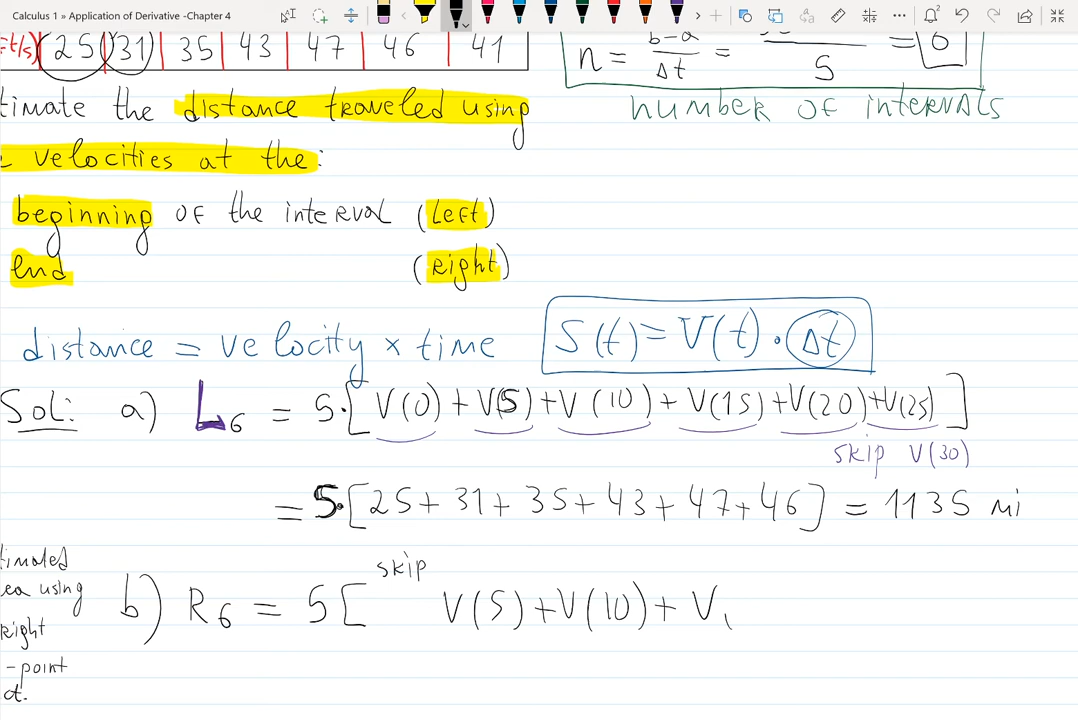 Calculus 1 » Application of Derivative -Chapter 4
=t/s) 25 31 35 43 47 46 41
n = b-a / Δt = / 5 = 6
number of intervals
timate the distance traveled using
velocities at the:
beginning of the interval (Left)
end (Right)
distance = velocity × time S(t) = V(t) · Δt
Sol: a) L6 = 5·[V(0) + V(5) + V(10) + V(15) + V(20) + V(25)]
skip V(30)
= 5·[25 + 31 + 35 + 43 + 47 + 46] = 1135 mi
timated
ea using
Right
-point
skip
b) R6 = 5[ V(5) + V(10) + V(